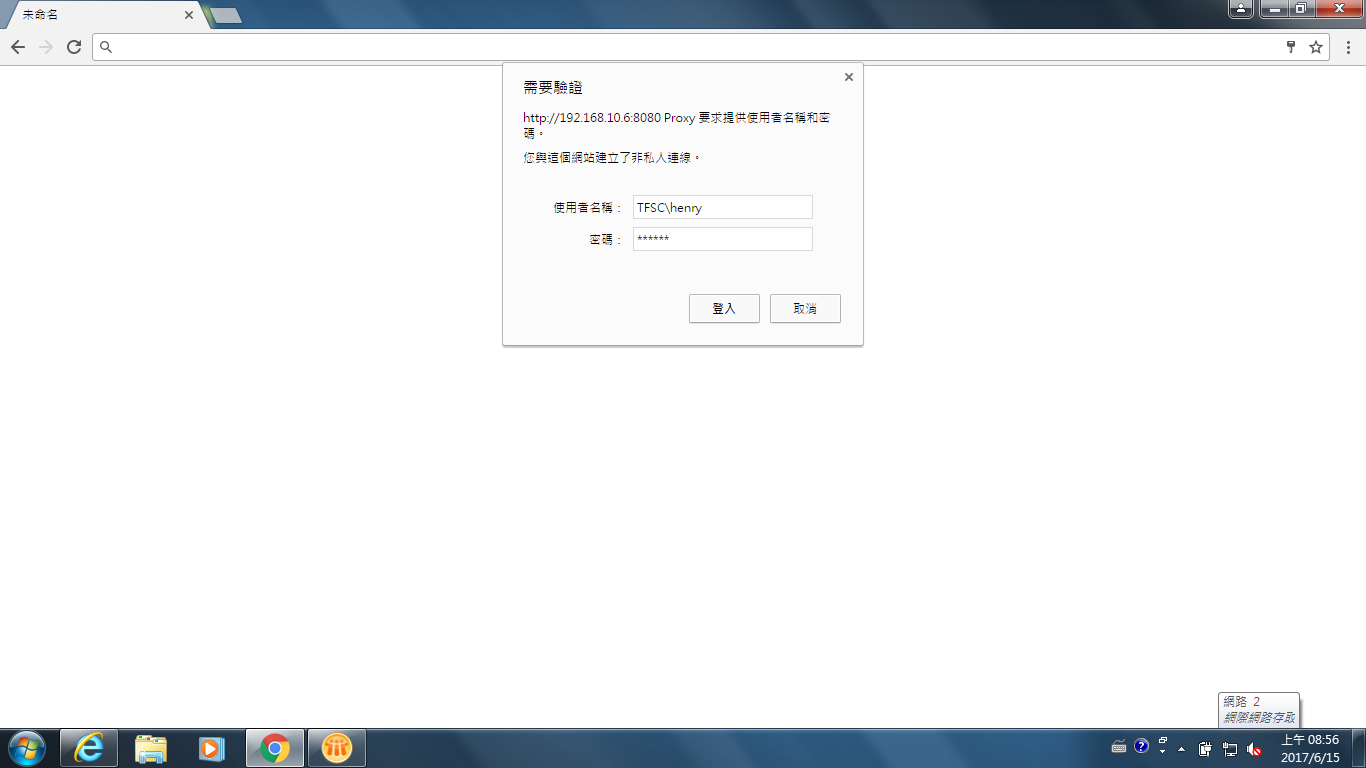 未命名
需要驗證
http://192.168.10.6:8080 Proxy 要求提供使用者名稱和密
碼。
您與這個網站建立了非私人連線。
使用者名稱： TFSC\henry
密碼： ******
登入 取消
網路 2
網際網路存取
上午 08:56
2017/6/15